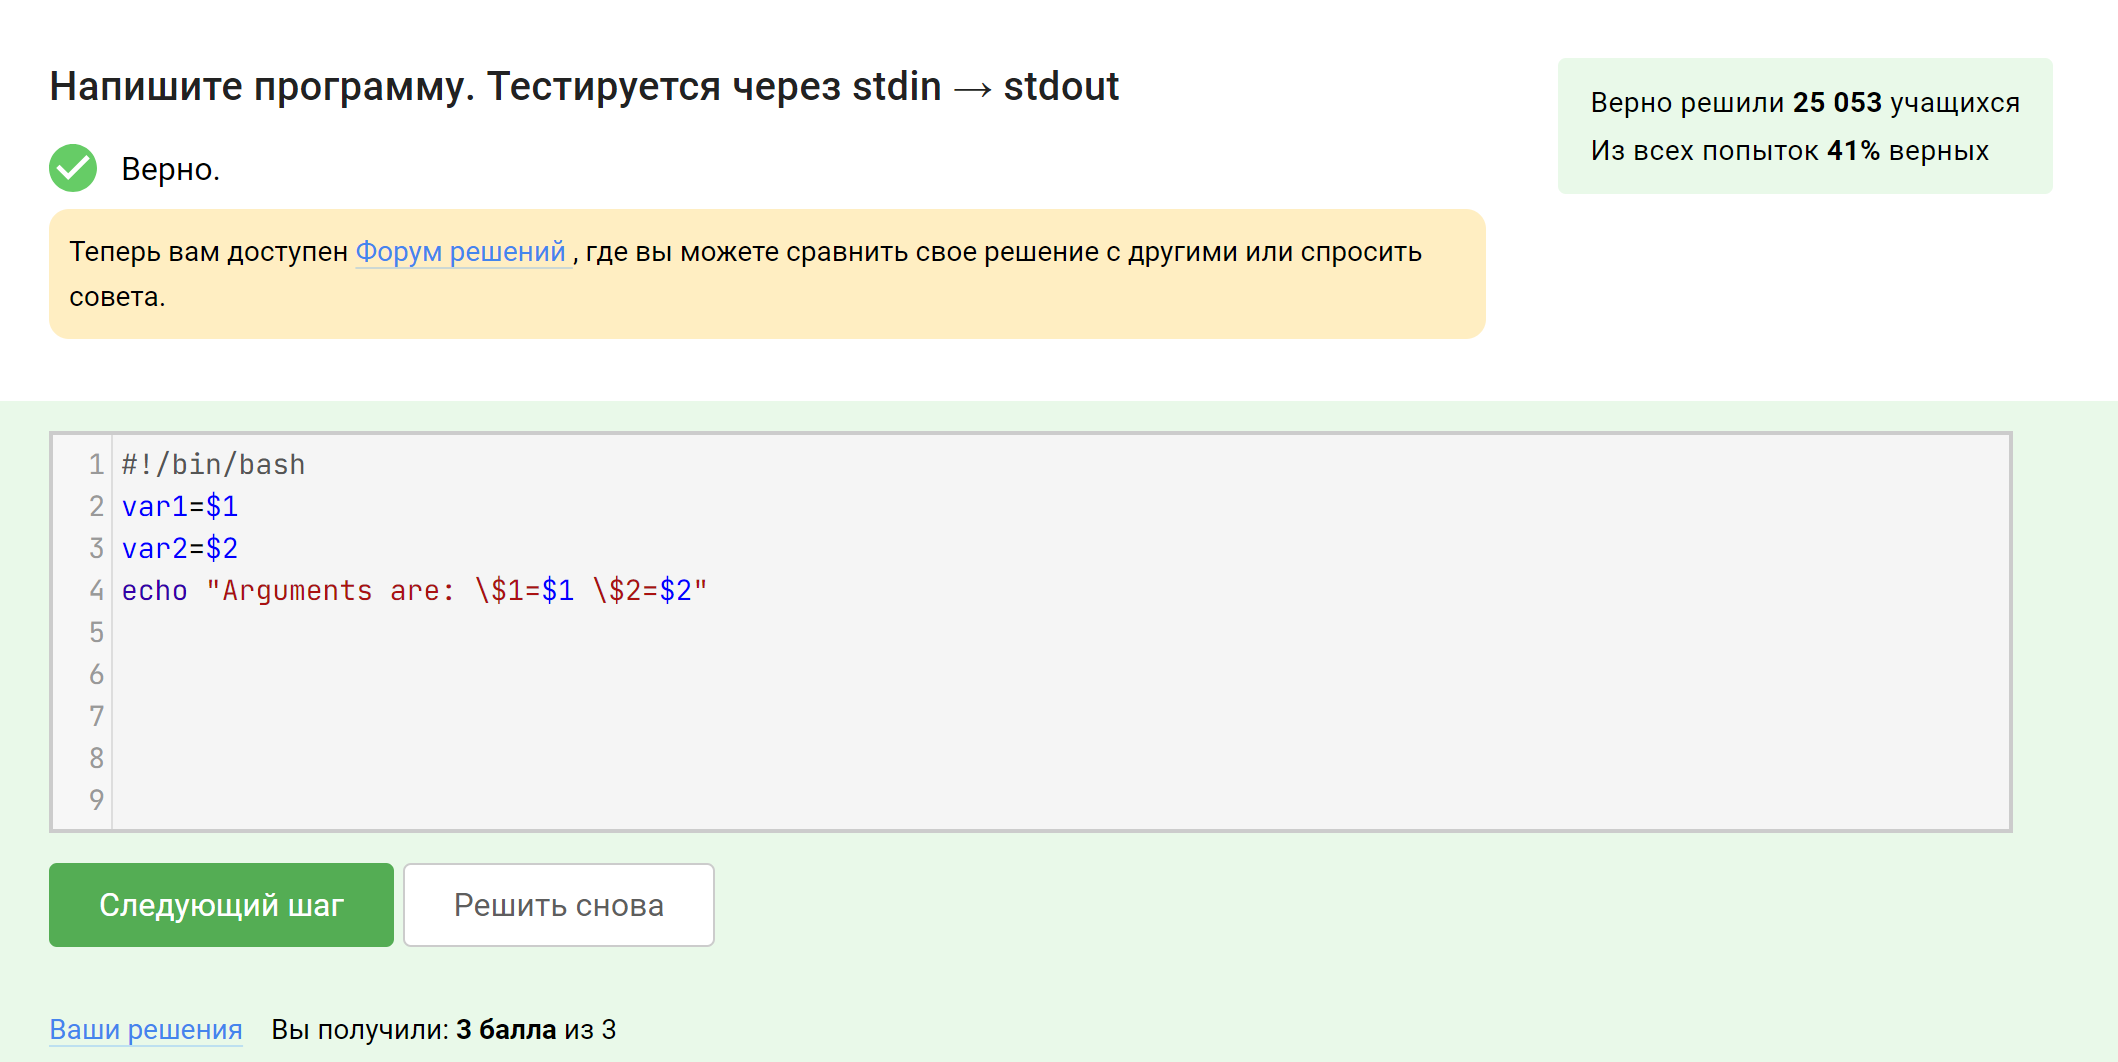 Напишите программу. Тестируется через stdin → stdout
Верно решили 25 053 учащихся
Из всех попыток 41% верных
Верно.
Теперь вам доступен Форум решений , где вы можете сравнить свое решение с другими или спросить
совета.
1 #!/bin/bash
2 var1=$1
3 var2=$2
4 echo "Arguments are: \$1=$1 \$2=$2"
5
6
7
8
9
Следующий шаг Решить снова
Ваши решения Вы получили: 3 балла из 3